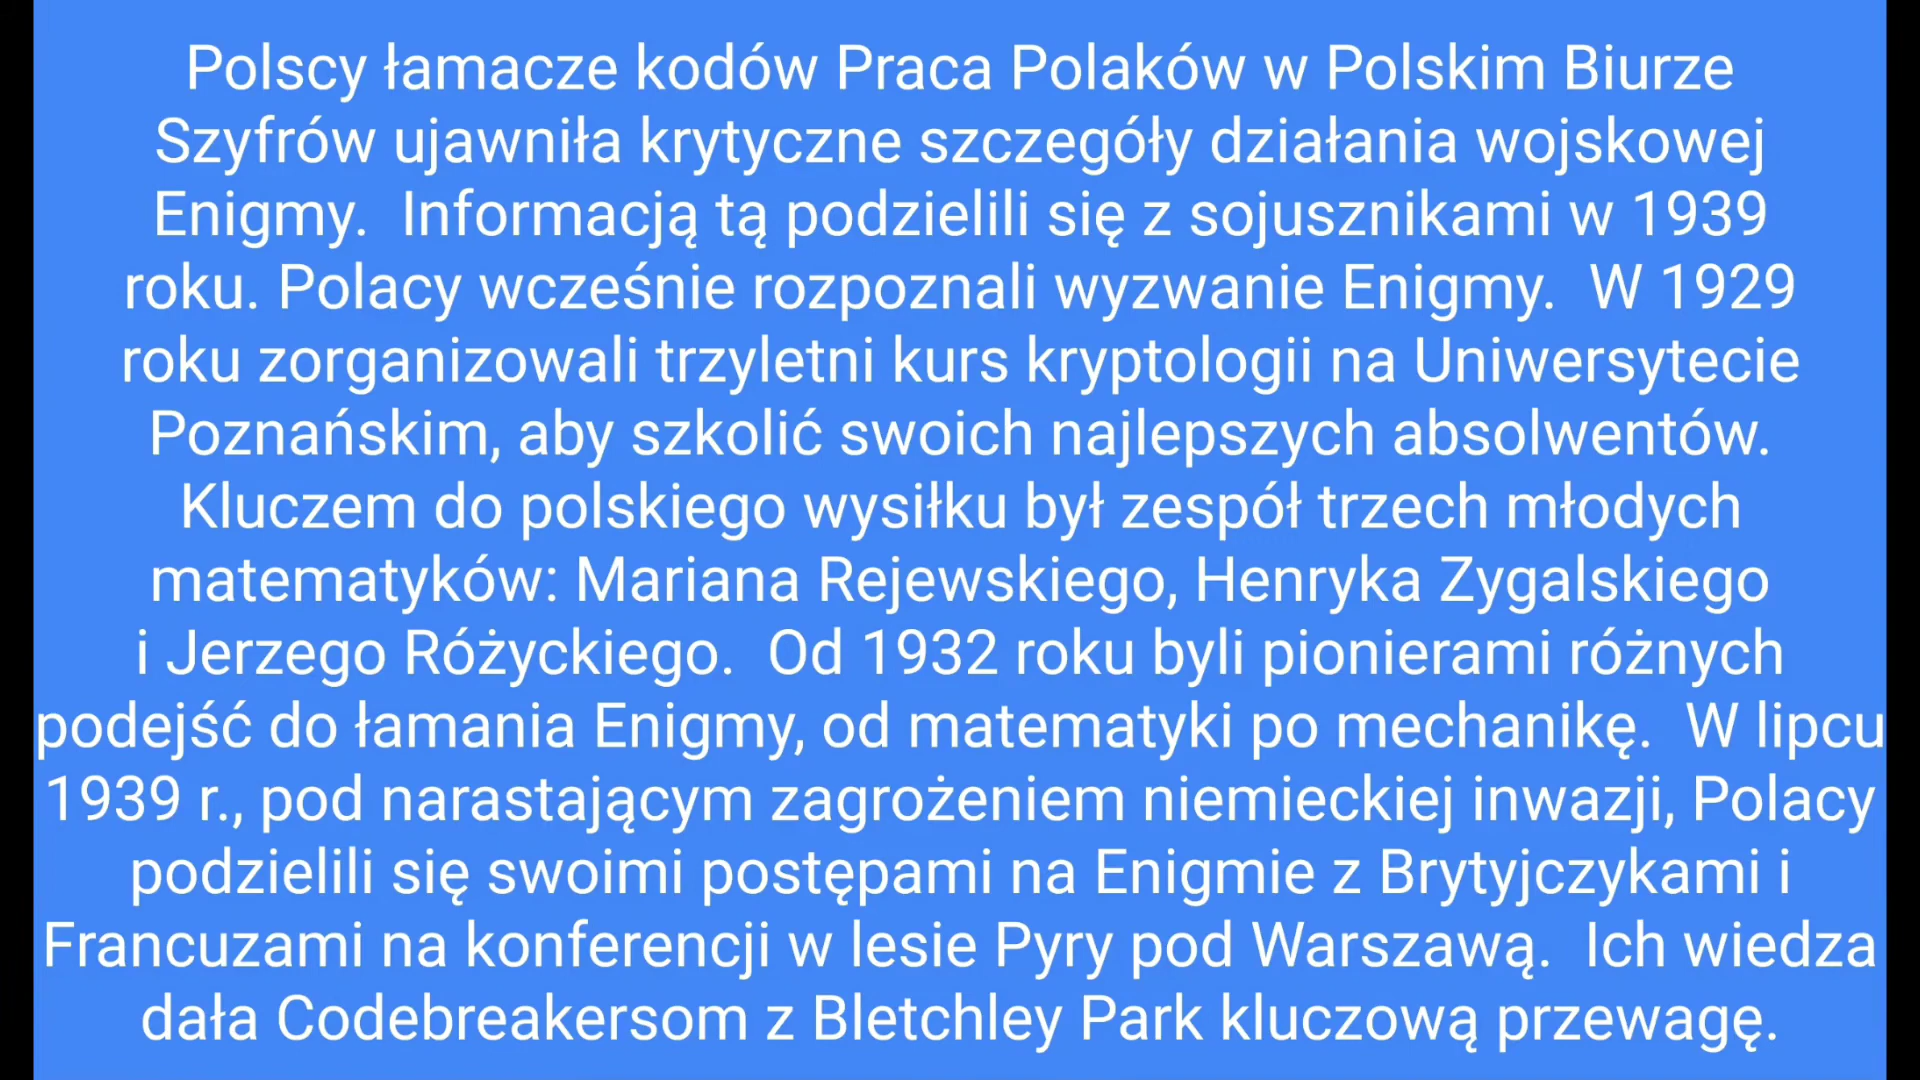 Polscy łamacze kodów Praca Polaków w Polskim Biurze
Szyfrów ujawniła krytyczne szczegóły działania wojskowej
Enigmy.  Informacją tą podzielili się z sojusznikami w 1939
roku. Polacy wcześnie rozpoznali wyzwanie Enigmy.  W 1929
roku zorganizowali trzyletni kurs kryptologii na Uniwersytecie
Poznańskim, aby szkolić swoich najlepszych absolwentów.
Kluczem do polskiego wysiłku był zespół trzech młodych
matematyków: Mariana Rejewskiego, Henryka Zygalskiego
i Jerzego Różyckiego.  Od 1932 roku byli pionierami różnych
podejść do łamania Enigmy, od matematyki po mechanikę.  W lipcu
1939 r., pod narastającym zagrożeniem niemieckiej inwazji, Polacy
podzielili się swoimi postępami na Enigmie z Brytyjczykami i
Francuzami na konferencji w lesie Pyry pod Warszawą.  Ich wiedza
dała Codebreakersom z Bletchley Park kluczową przewagę.